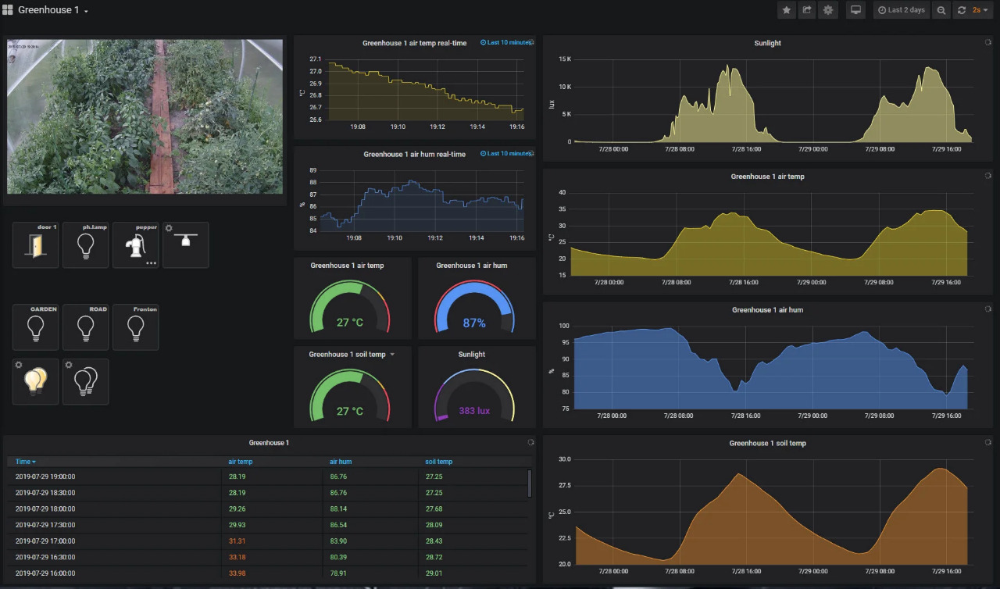 Greenhouse 1
Last 2 days
2s
Greenhouse 1 air temp real-time
Last 10 minutes
27.1
27.0
26.9
26.8
26.7
26.6
°C
19:08 19:10 19:12 19:14 19:16
Greenhouse 1 air hum real-time
Last 10 minutes
89
88
87
86
85
84
%
19:08 19:10 19:12 19:14 19:16
door 1
ph.lamp
pepper
GARDEN
ROAD
Fronton
Greenhouse 1 air temp
27 °C
Greenhouse 1 air hum
87%
Greenhouse 1 soil temp
27 °C
Sunlight
383 lux
Greenhouse 1
Time air temp air hum soil temp
2019-07-29 19:00:00 28.19 86.76 27.25
2019-07-29 18:30:00 28.19 86.76 27.25
2019-07-29 18:00:00 29.26 88.14 27.68
2019-07-29 17:30:00 29.93 86.54 28.09
2019-07-29 17:00:00 31.31 83.90 28.43
2019-07-29 16:30:00 33.18 80.39 28.72
2019-07-29 16:00:00 33.98 78.91 29.01
Sunlight
15 K
10 K
5 K
0
lux
7/28 00:00 7/28 08:00 7/28 16:00 7/29 00:00 7/29 08:00 7/29 16:00
Greenhouse 1 air temp
40
35
30
25
20
15
°C
7/28 00:00 7/28 08:00 7/28 16:00 7/29 00:00 7/29 08:00 7/29 16:00
Greenhouse 1 air hum
100
95
90
85
80
75
%
7/28 00:00 7/28 08:00 7/28 16:00 7/29 00:00 7/29 08:00 7/29 16:00
Greenhouse 1 soil temp
30.0
27.5
25.0
22.5
20.0
°C
7/28 00:00 7/28 08:00 7/28 16:00 7/29 00:00 7/29 08:00 7/29 16:00